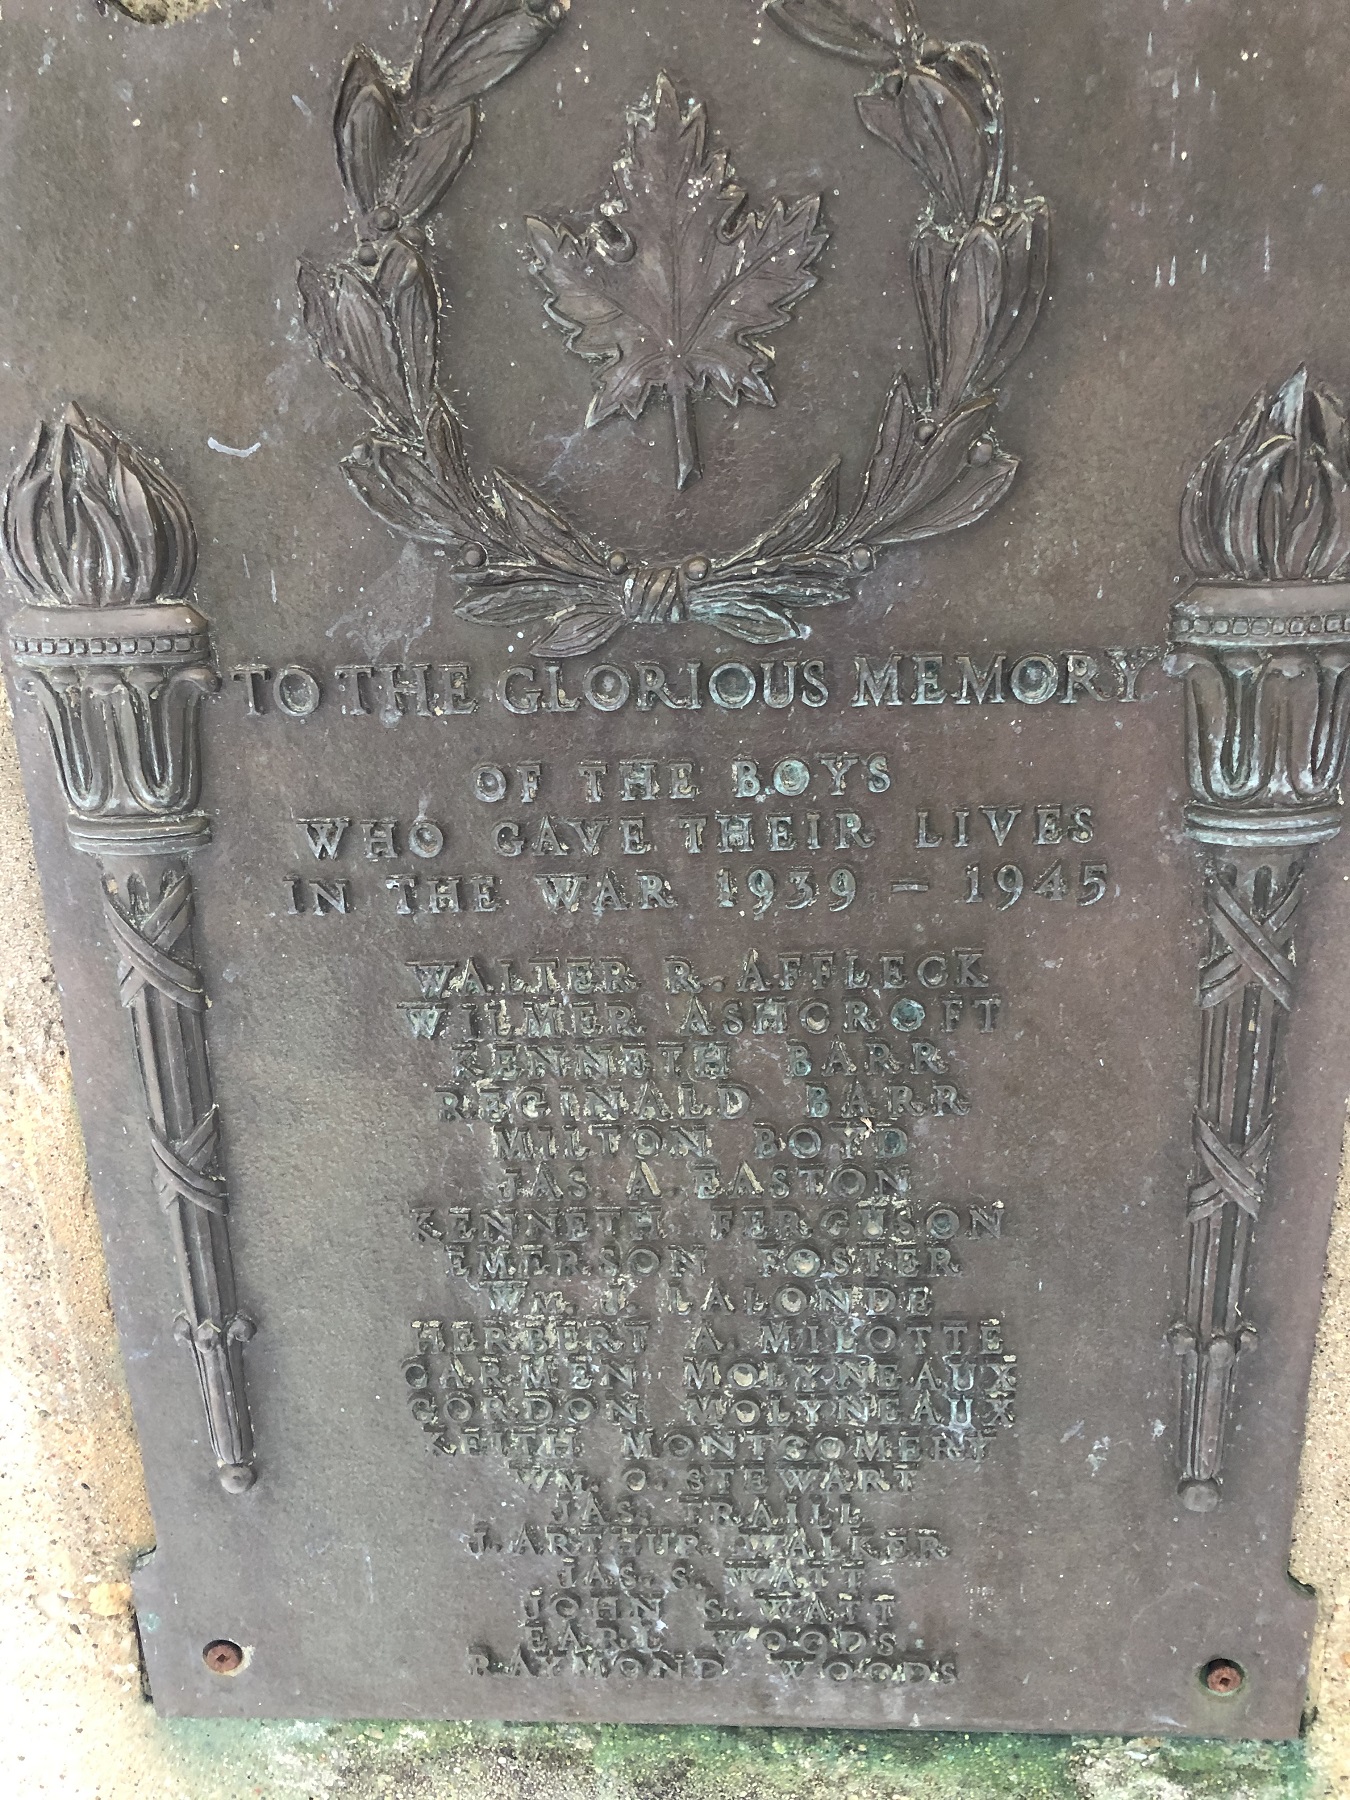 TO THE GLORIOUS MEMORY
OF THE BOYS
WHO GAVE THEIR LIVES
IN THE WAR 1939 – 1945
WALTER R. AFFLECK
WILMER ASHCROFT
KENNETH BARR
REGINALD BARR
MILTON BOYD
JAS. A. EASTON
KENNETH FERGUSON
EMERSON FOSTER
WM. J. LALONDE
HERBERT A. MILOTTE
CARMEN MOLYNEAUX
GORDON MOLYNEAUX
KEITH MONTGOMERY
WM. O. STEWART
JAS. TRAILL
J. ARTHUR WALKER
JAS. S. WATT
JOHN S. WATT
EARL WOODS
RAYMOND WOODS